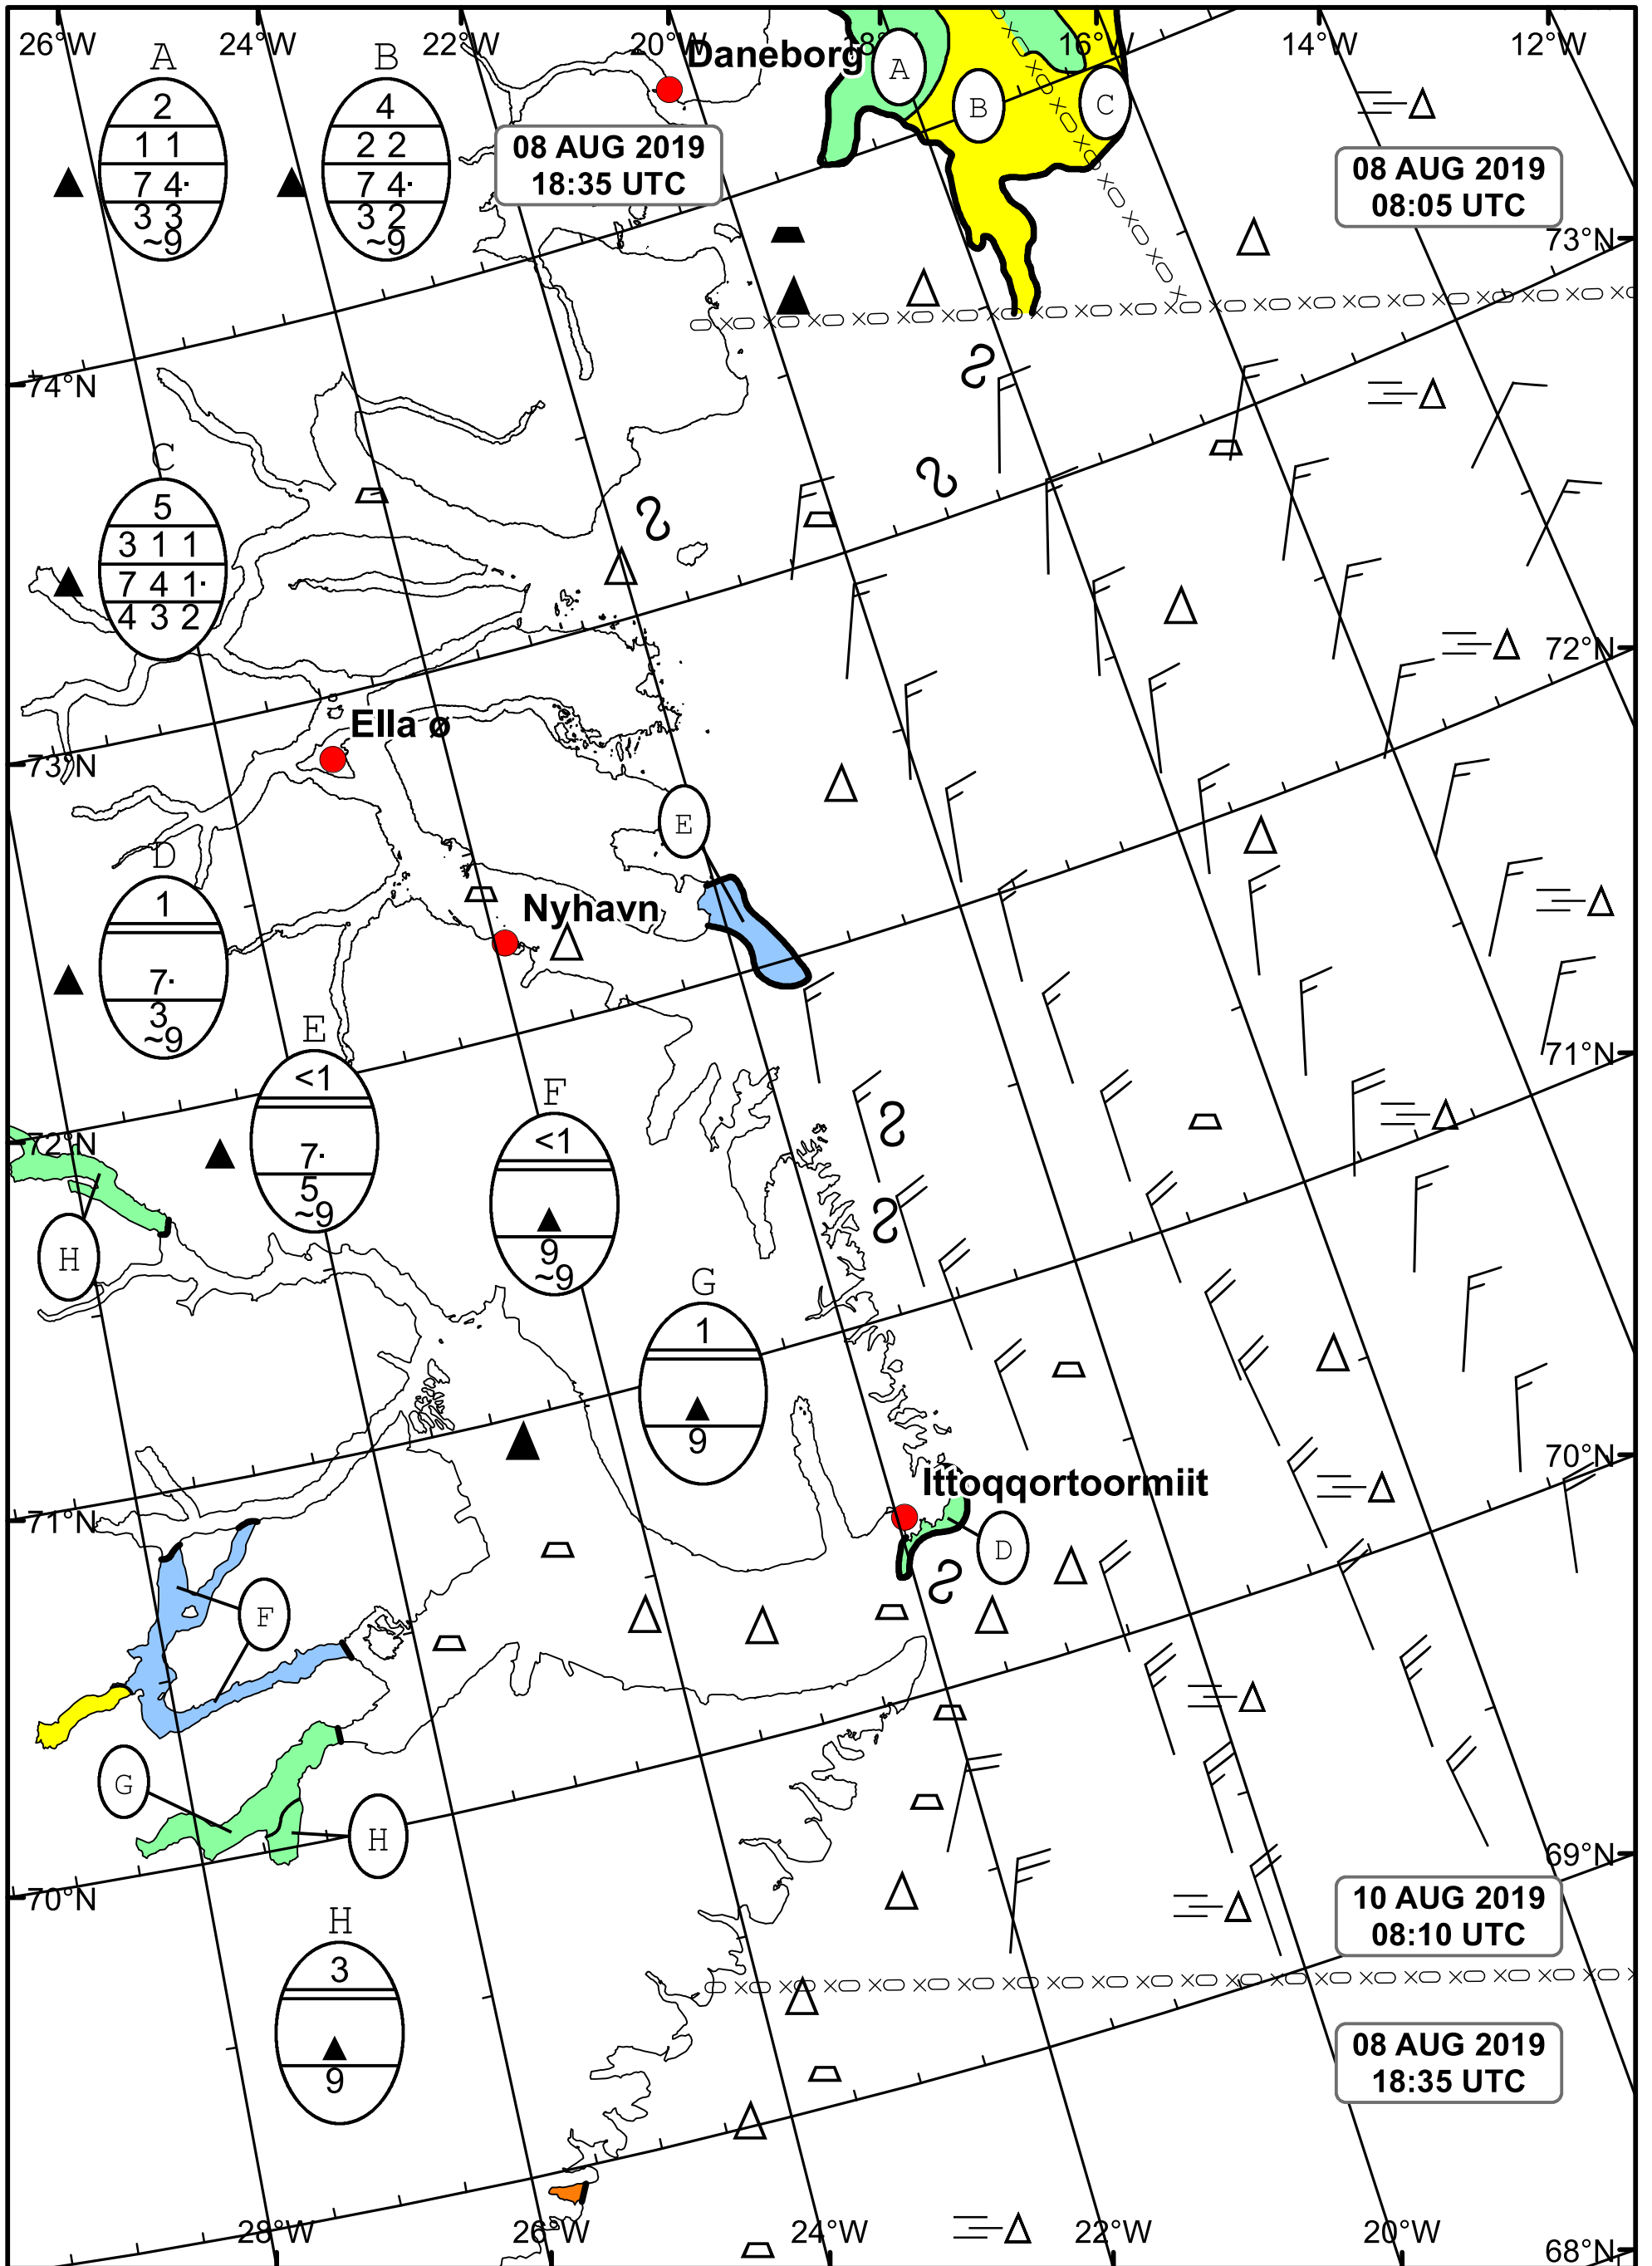 26°W
24°W
22°W
20°W
18°W
16°W
14°W
12°W
Daneborg
A
B
C
A
2
1 1
7 4·
3 3
~9
B
4
2 2
7 4·
3 2
~9
08 AUG 2019
18:35 UTC
08 AUG 2019
08:05 UTC
73°N
74°N
C
5
3 1 1
7 4 1·
4 3 2
72°N
Ella ø
73°N
E
D
1
7·
3
~9
Nyhavn
E
<1
7·
5
~9
71°N
F
<1
9
~9
72°N
H
G
1
9
70°N
Ittoqqortoormiit
D
71°N
F
G
H
69°N
70°N
10 AUG 2019
08:10 UTC
H
3
9
08 AUG 2019
18:35 UTC
28°W
26°W
24°W
22°W
20°W
68°N